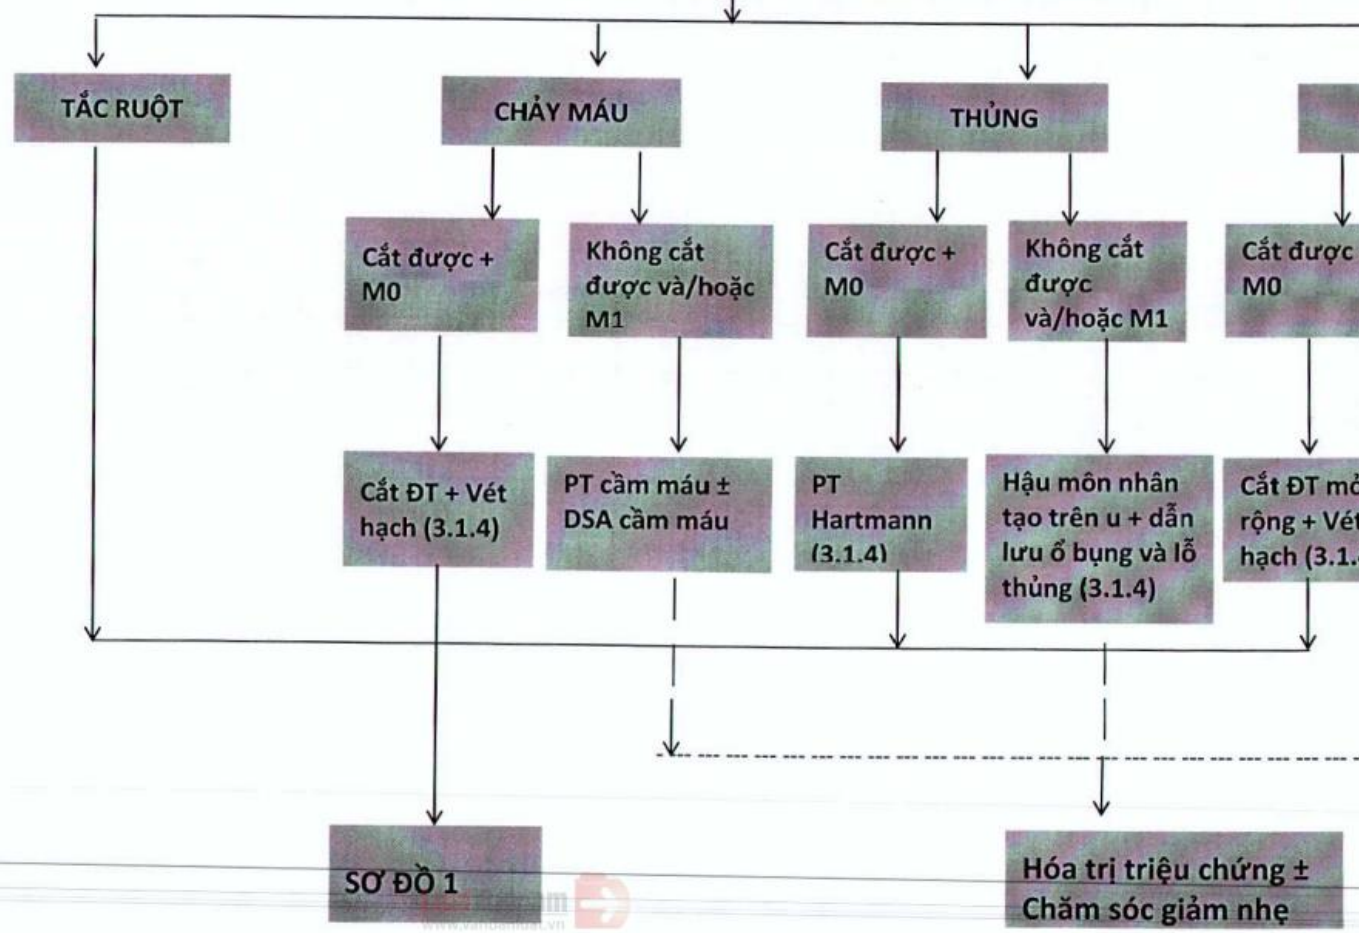 TẮC RUỘT
CHẢY MÁU
THỦNG
Cắt được +
M0
Không cắt
được và/hoặc
M1
Cắt được +
M0
Không cắt
được
và/hoặc M1
Cắt được
M0
Cắt ĐT + Vét
hạch (3.1.4)
PT cầm máu ±
DSA cầm máu
PT
Hartmann
(3.1.4)
Hậu môn nhân
tạo trên u + dẫn
lưu ổ bụng và lỗ
thủng (3.1.4)
Cắt ĐT mở
rộng + Vét
hạch (3.1.
SƠ ĐỒ 1
Hóa trị triệu chứng ±
Chăm sóc giảm nhẹ